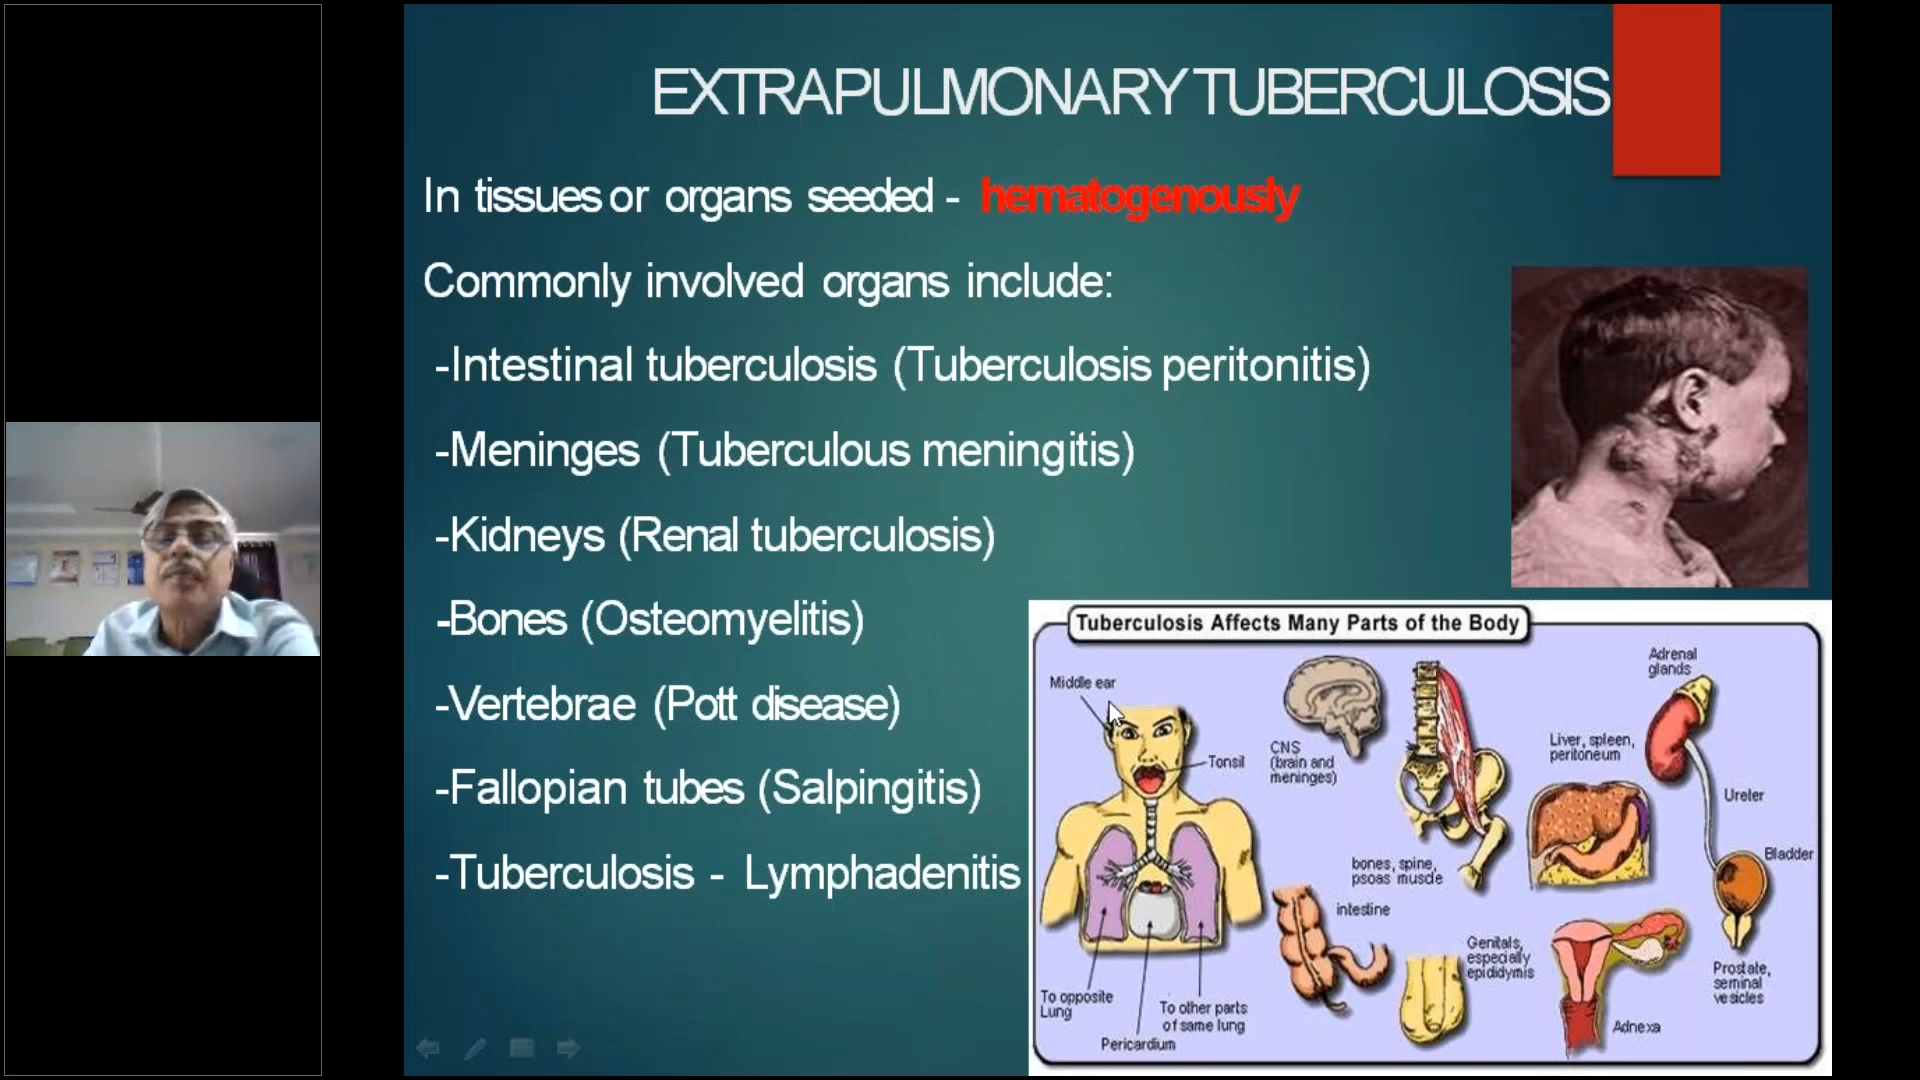 EXTRAPULMONARY TUBERCULOSIS
In tissues or organs seeded - hematogenously
Commonly involved organs include:
-Intestinal tuberculosis (Tuberculosis peritonitis)
-Meninges (Tuberculous meningitis)
-Kidneys (Renal tuberculosis)
-Bones (Osteomyelitis)
-Vertebrae (Pott disease)
-Fallopian tubes (Salpingitis)
-Tuberculosis - Lymphadenitis
Tuberculosis Affects Many Parts of the Body
Middle ear
Tonsil
CNS
(brain and
meninges)
bones, spine,
psoas muscle
Liver, spleen,
peritoneum
Adrenal
glands
Ureter
Bladder
intestine
Genitals,
especially
epididymis
Prostate,
seminal
vesicles
Adnexa
To opposite
Lung
Pericardium
To other parts
of same lung